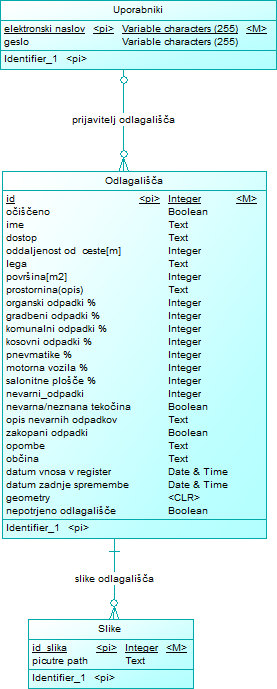 Uporabniki
elektronski naslov <pi> Variable characters (255) <M>
geslo Variable characters (255)
Identifier_1 <pi>
prijavitelj odlagališča
Odlagališča
id <pi> Integer <M>
očiščeno Boolean
ime Text
dostop Text
oddaljenost od ceste[m] Integer
lega Text
površina[m2] Integer
prostornina(opis) Text
organski odpadki % Integer
gradbeni odpadki % Integer
komunalni odpadki % Integer
kosovni odpadki % Integer
pnevmatike % Integer
motorna vozila % Integer
salonitne plošče % Integer
nevarni_odpadki Integer
nevarna/neznana tekočina Boolean
opis nevarnih odpadkov Text
zakopani odpadki Boolean
opombe Text
občina Text
datum vnosa v register Date & Time
datum zadnje spremembe Date & Time
geometry <CLR>
nepotrjeno odlagališče Boolean
Identifier_1 <pi>
slike odlagališča
Slike
id_slika <pi> Integer <M>
picutre path Text
Identifier_1 <pi>